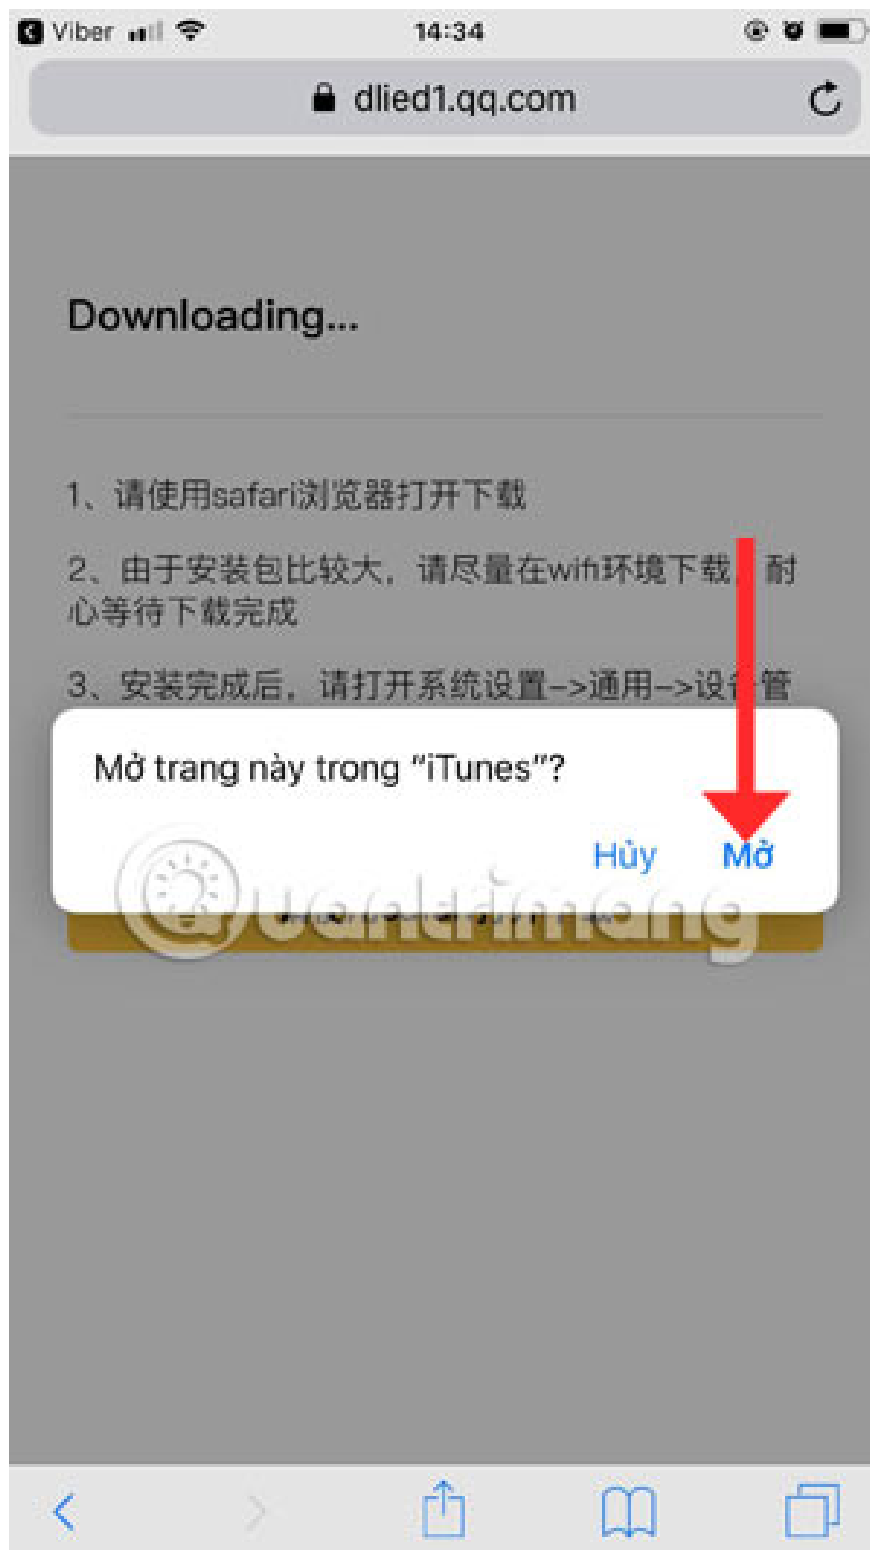 Viber
14:34
dlied1.qq.com
Downloading...
1、请使用safari浏览器打开下载
2、由于安装包比较大，请尽量在wifi环境下载，耐
心等待下载完成
3、安装完成后，请打开系统设置–>通用–>设备管
Mở trang này trong “iTunes”?
Hủy
Mở
Quantrimang